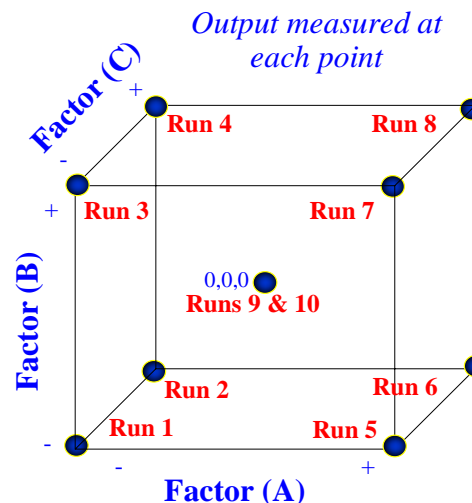 Output measured at
each point
Factor (C)
+
-
Run 4
Run 8
+
Run 3
Run 7
Factor (B)
0,0,0
Runs 9 & 10
Run 2
Run 6
Run 1
Run 5
-
-
+
Factor (A)